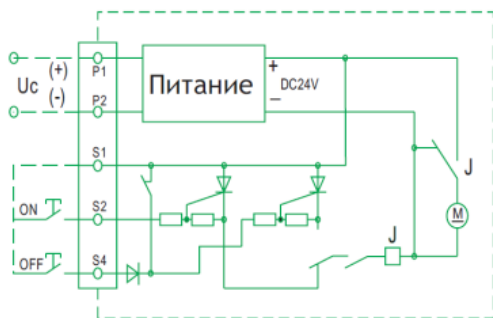 Uc
(+)
(-)
P1
P2
Питание
+
DC24V
−
S1
ON
S2
OFF
S4
J
M
J